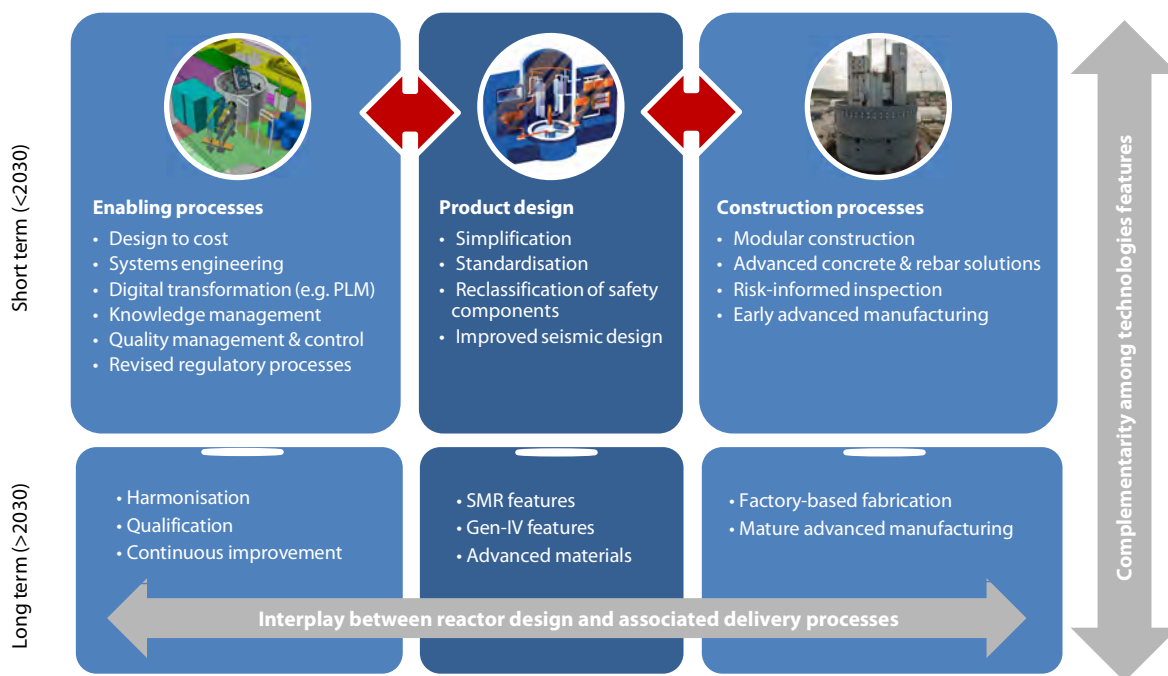 Short term (<2030)
Enabling processes
• Design to cost
• Systems engineering
• Digital transformation (e.g. PLM)
• Knowledge management
• Quality management & control
• Revised regulatory processes
Product design
• Simplification
• Standardisation
• Reclassification of safety
components
• Improved seismic design
Construction processes
• Modular construction
• Advanced concrete & rebar solutions
• Risk-informed inspection
• Early advanced manufacturing
Long term (>2030)
• Harmonisation
• Qualification
• Continuous improvement
• SMR features
• Gen-IV features
• Advanced materials
• Factory-based fabrication
• Mature advanced manufacturing
Interplay between reactor design and associated delivery processes
Complementarity among technologies features